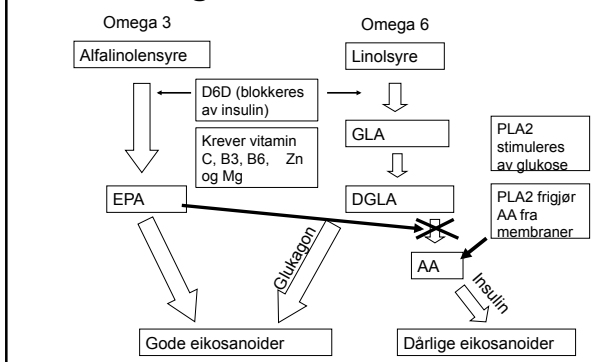 Omega 3
Omega 6
Alfalinolensyre
Linolsyre
D6D (blokkeres
av insulin)
Krever vitamin
C, B3, B6, Zn
og Mg
GLA
PLA2
stimuleres
av glukose
EPA
DGLA
PLA2 frigjør
AA fra
membraner
Glukagon
AA
Insulin
Gode eikosanoider
Dårlige eikosanoider